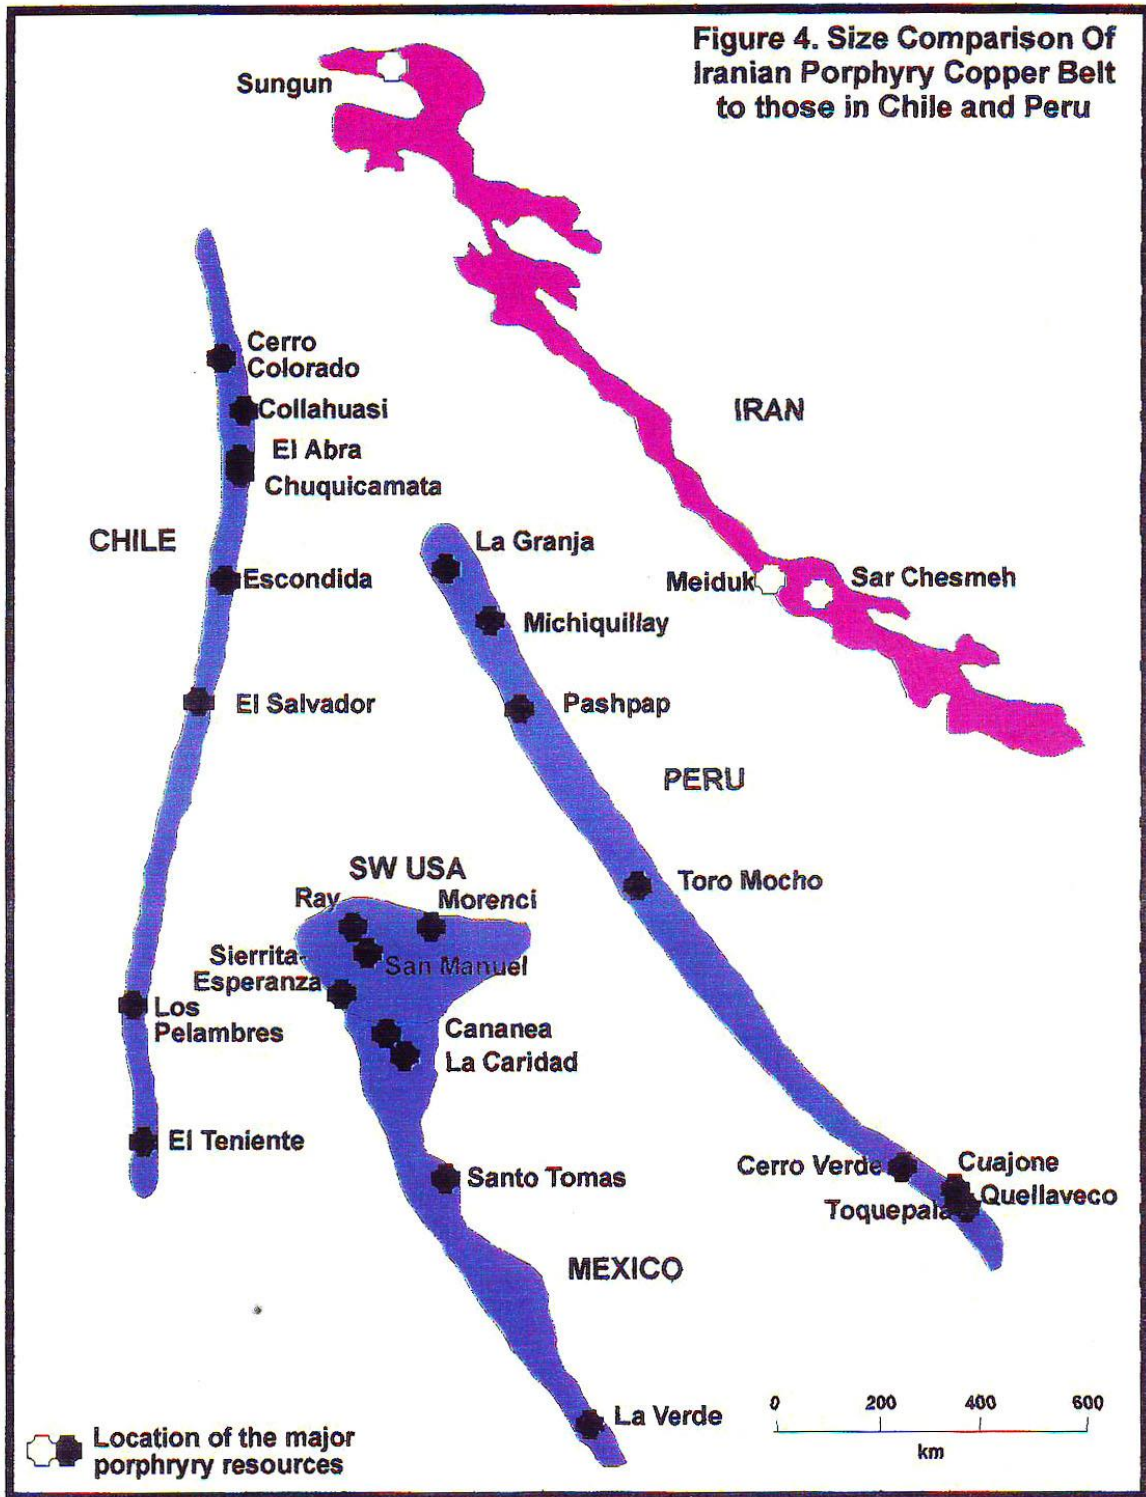 Figure 4. Size Comparison Of
Iranian Porphyry Copper Belt
to those in Chile and Peru
Sungun
Cerro
Colorado
Collahuasi
El Abra
Chuquicamata
CHILE
Escondida
El Salvador
Los
Pelambres
El Teniente
IRAN
Meiduk
Sar Chesmeh
La Granja
Michiquillay
Pashpap
PERU
Toro Mocho
Cerro Verde
Cuajone
Quellaveco
Toquepala
SW USA
Ray
Morenci
Sierrita-
Esperanza
San Manuel
Cananea
La Caridad
Santo Tomas
MEXICO
La Verde
0 200 400 600
km
Location of the major
porphryry resources